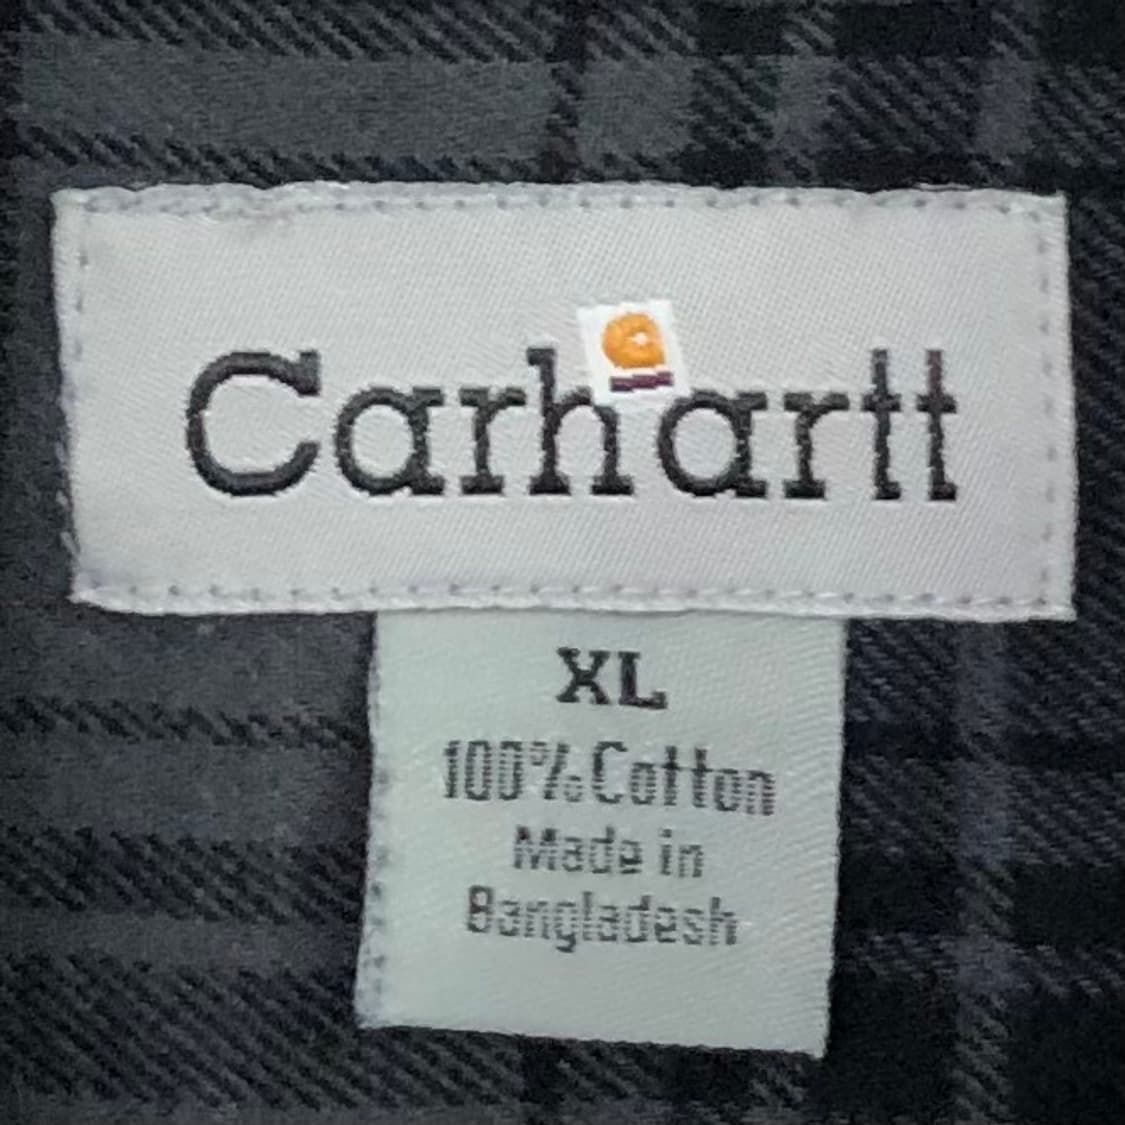 Carhartt
XL
100% Cotton
Made in
Bangladesh